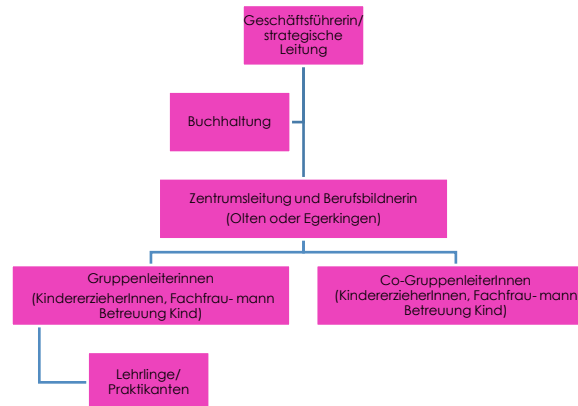 Geschäftsführerin/
strategische
Leitung
Buchhaltung
Zentrumsleitung und Berufsbildnerin
(Olten oder Egerkingen)
Gruppenleiterinnen
(KindererzieherInnen, Fachfrau- mann
Betreuung Kind)
Co-GruppenleiterInnen
(KindererzieherInnen, Fachfrau- mann
Betreuung Kind)
Lehrlinge/
Praktikanten